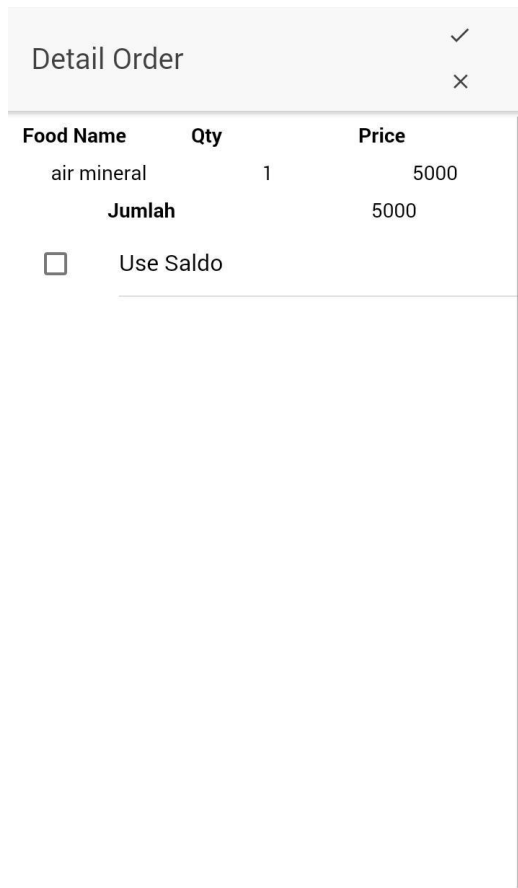 Detail Order
Food Name Qty Price
air mineral 1 5000
Jumlah 5000
Use Saldo